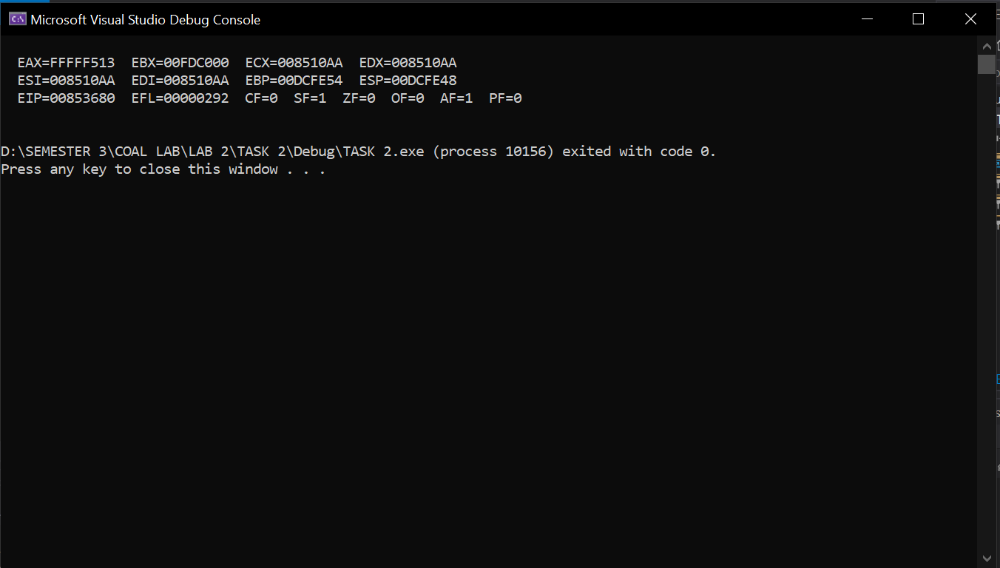 Microsoft Visual Studio Debug Console
EAX=FFFFF513  EBX=00FDC000  ECX=008510AA  EDX=008510AA
ESI=008510AA  EDI=008510AA  EBP=00DCFE54  ESP=00DCFE48
EIP=00853680  EFL=00000292  CF=0  SF=1  ZF=0  OF=0  AF=1  PF=0
D:\SEMESTER 3\COAL LAB\LAB 2\TASK 2\Debug\TASK 2.exe (process 10156) exited with code 0.
Press any key to close this window . . .